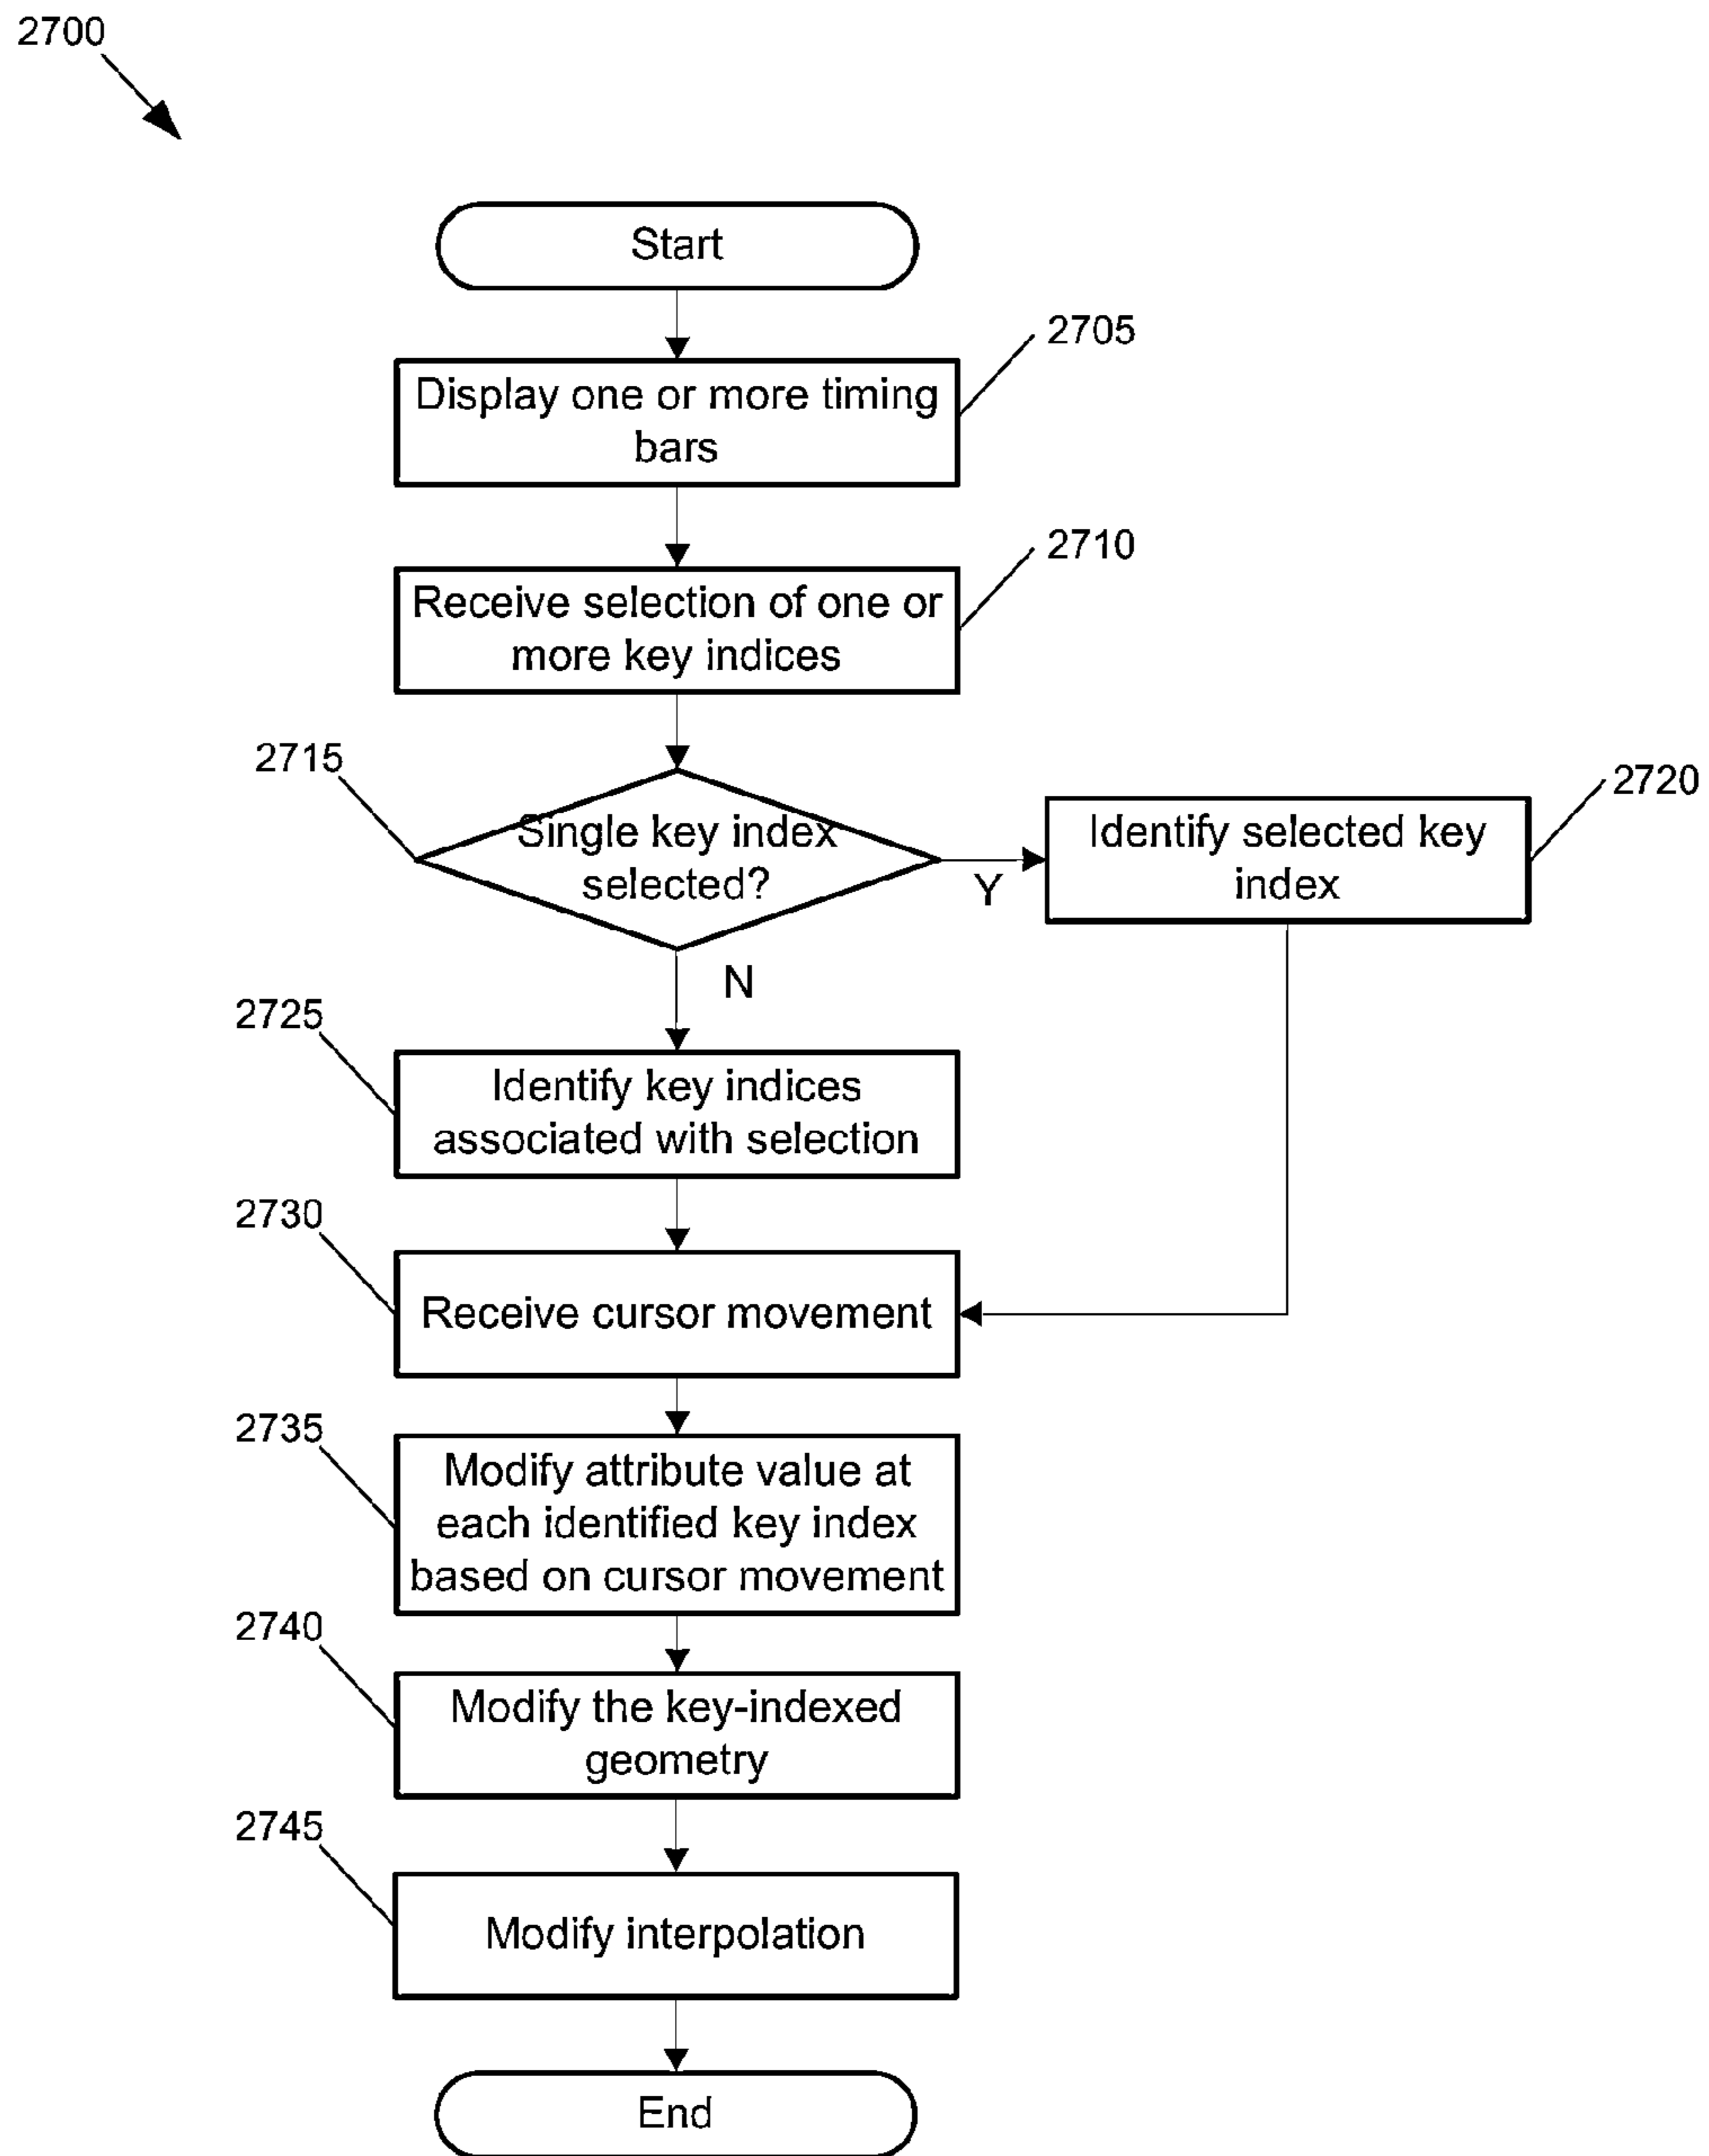 2700
Start
2705
Display one or more timing
bars
2710
Receive selection of one or
more key indices
2715
Single key index
selected?
Y
2720
Identify selected key
index
N
2725
Identify key indices
associated with selection
2730
Receive cursor movement
2735
Modify attribute value at
each identified key index
based on cursor movement
2740
Modify the key-indexed
geometry
2745
Modify interpolation
End